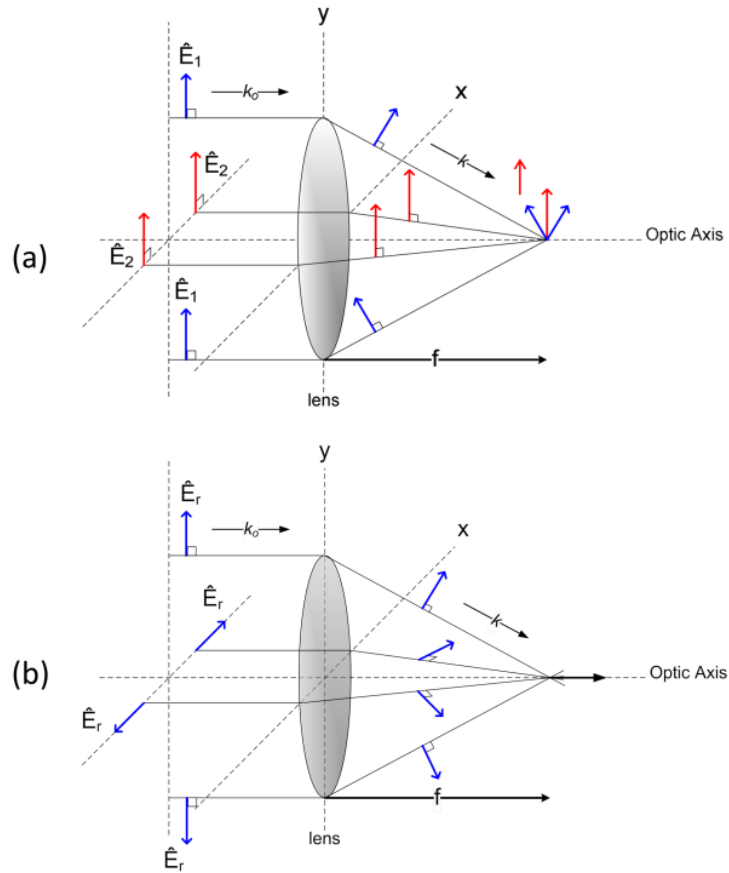 y
Ê₁
kₒ
x
Ê₂
k
Ê₂
Optic Axis
(a)
Ê₁
f
lens
y
Êᵣ
kₒ
x
Êᵣ
k
(b)
Optic Axis
Êᵣ
f
lens
Êᵣ